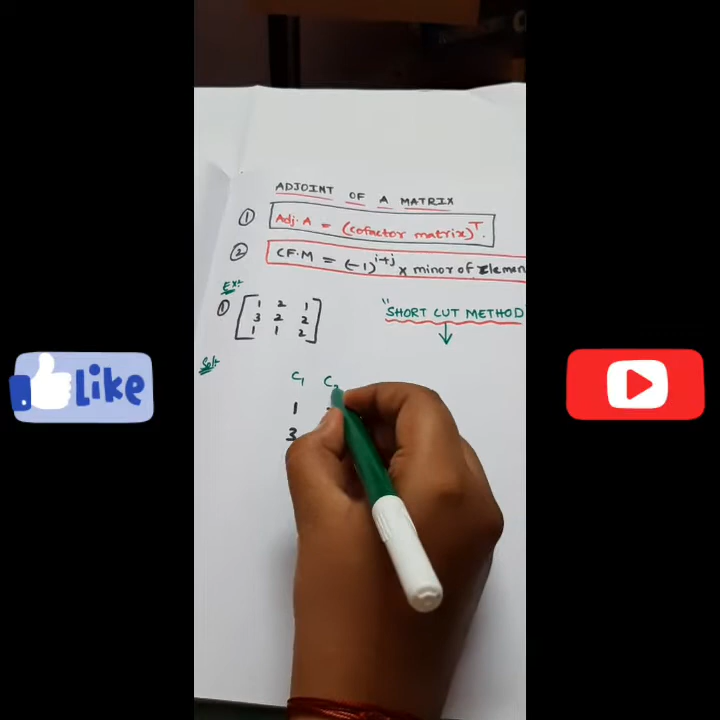 ADJOINT OF A MATRIX
① Adj. A = (cofactor matrix)ᵀ.
② C F.M = (-1)ⁱ⁺ʲ x minor of Elemen
Ex:
① [1 2 1
3 2 2
1 1 2]
"SHORT CUT METHOD
Sol:
C₁ C₂
1
3
Like